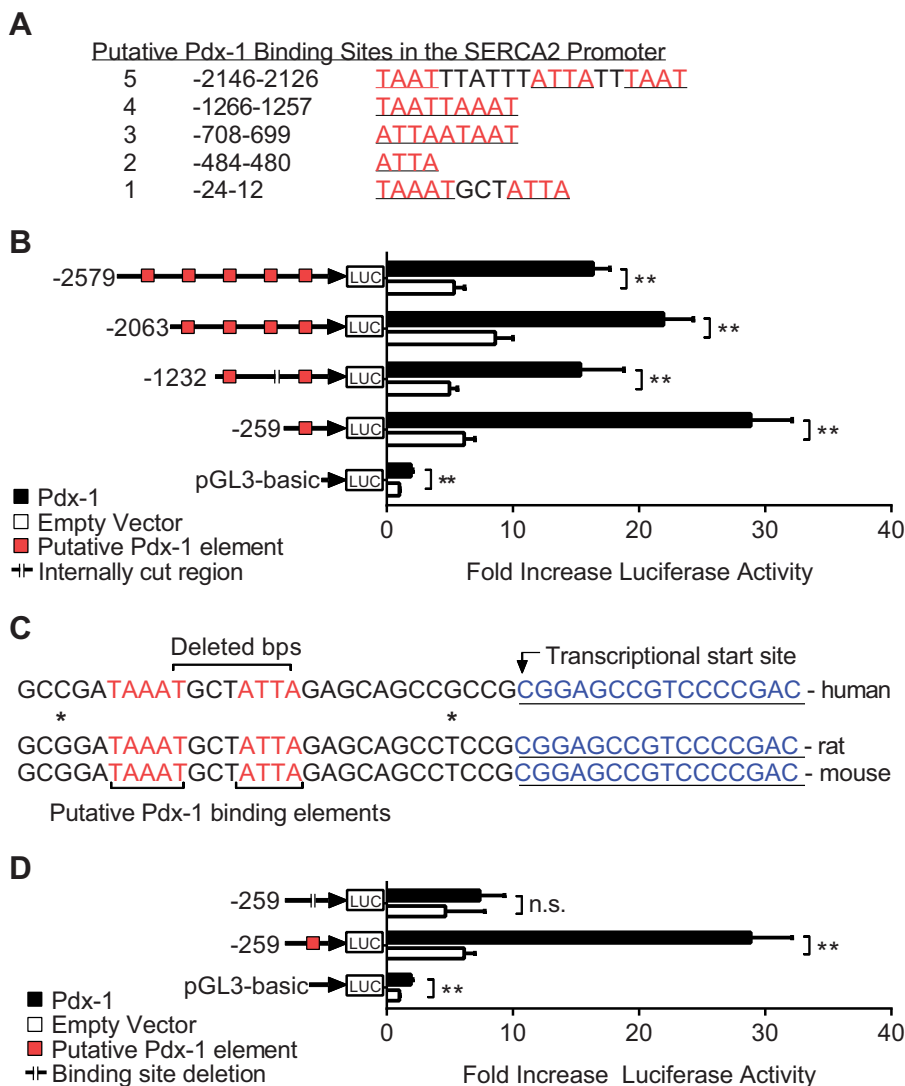 A
Putative Pdx-1 Binding Sites in the SERCA2 Promoter
5 -2146-2126 TAATTTATTTATTATTTAAT
4 -1266-1257 TAATTAAAT
3 -708-699 ATTAATAAT
2 -484-480 ATTA
1 -24-12 TAAATGCTATTA
B
-2579 LUC **
-2063 LUC **
-1232 LUC **
-259 LUC **
pGL3-basic LUC **
0 10 20 30 40
Fold Increase Luciferase Activity
Pdx-1
Empty Vector
Putative Pdx-1 element
Internally cut region
C
Deleted bps
Transcriptional start site
GCCGATAAATGCTATTAGAGCAGCCGCCGCGGAGCCGTCCCCGAC - human
* *
GCGGATAAATGCTATTAGAGCAGCCTCCGCGGAGCCGTCCCCGAC - rat
GCGGATAAATGCTATTAGAGCAGCCTCCGCGGAGCCGTCCCCGAC - mouse
Putative Pdx-1 binding elements
D
-259 LUC n.s.
-259 LUC **
pGL3-basic LUC **
0 10 20 30 40
Fold Increase Luciferase Activity
Pdx-1
Empty Vector
Putative Pdx-1 element
Binding site deletion